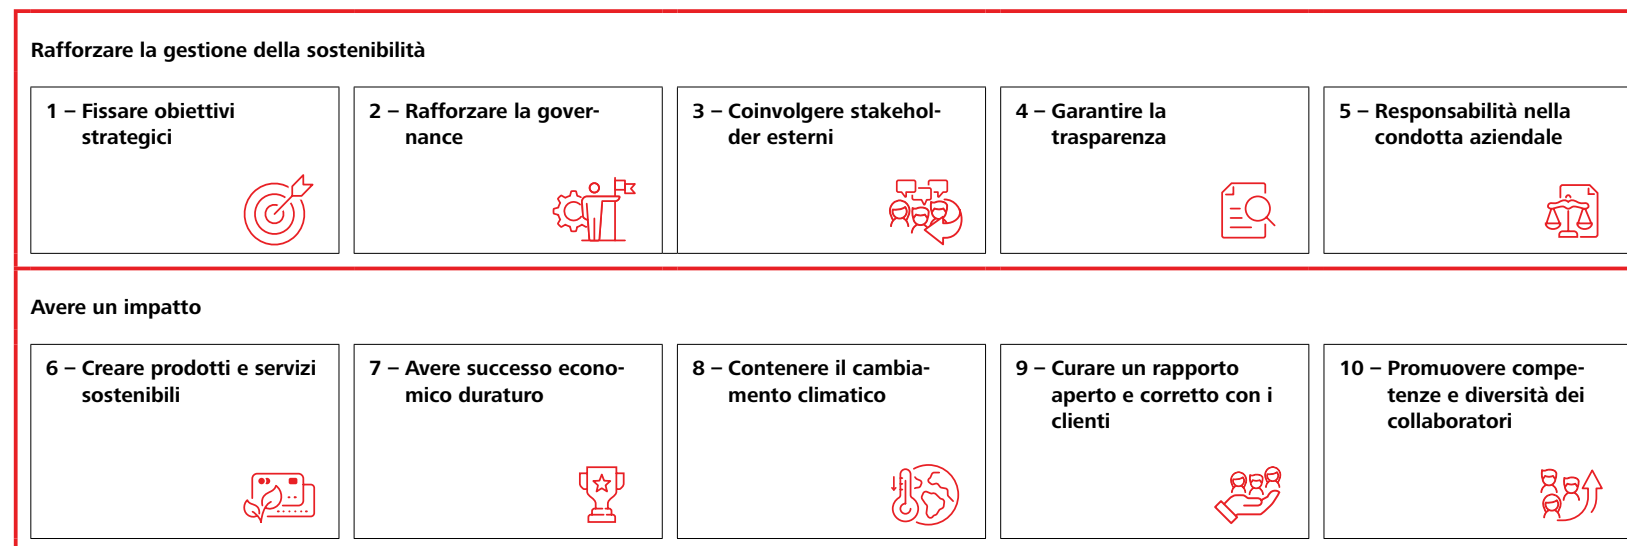 Rafforzare la gestione della sostenibilità
1 – Fissare obiettivi
strategici
2 – Rafforzare la gover-
nance
3 – Coinvolgere stakehol-
der esterni
4 – Garantire la
trasparenza
5 – Responsabilità nella
condotta aziendale
Avere un impatto
6 – Creare prodotti e servizi
sostenibili
7 – Avere successo econo-
mico duraturo
8 – Contenere il cambia-
mento climatico
9 – Curare un rapporto
aperto e corretto con i
clienti
10 – Promuovere compe-
tenze e diversità dei
collaboratori